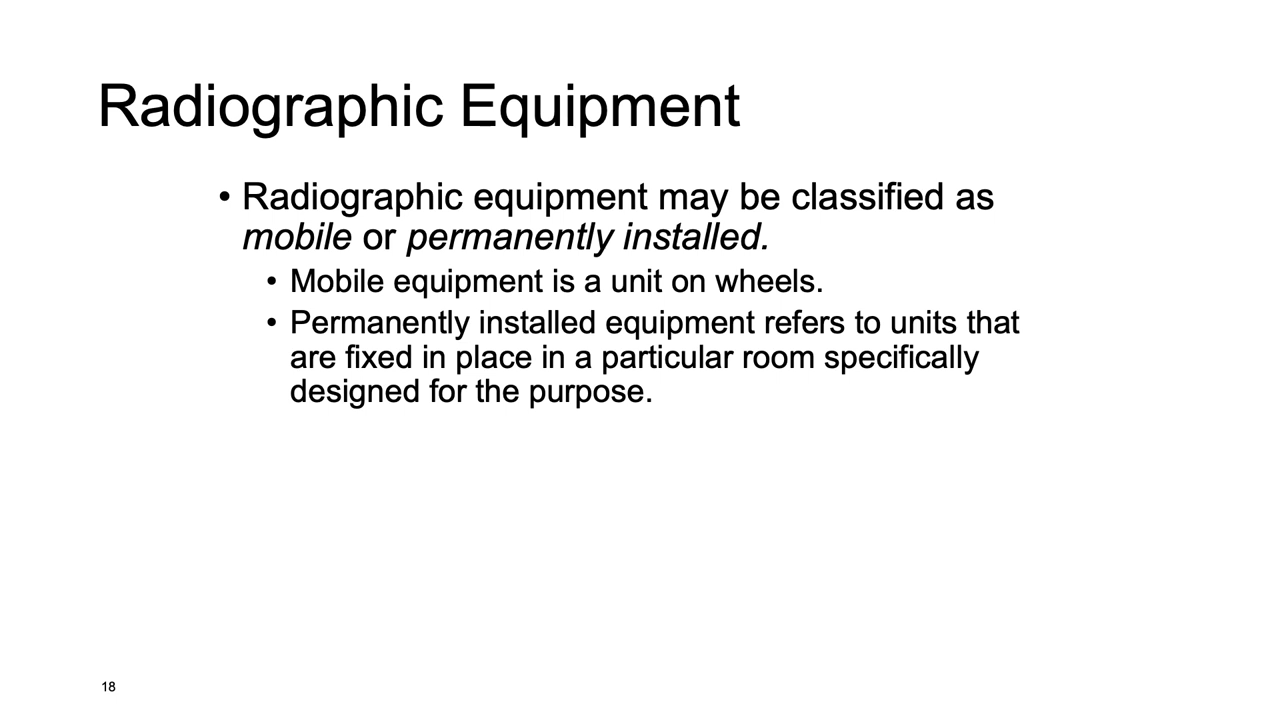 Radiographic Equipment
• Radiographic equipment may be classified as
mobile or permanently installed.
• Mobile equipment is a unit on wheels.
• Permanently installed equipment refers to units that
are fixed in place in a particular room specifically
designed for the purpose.
18